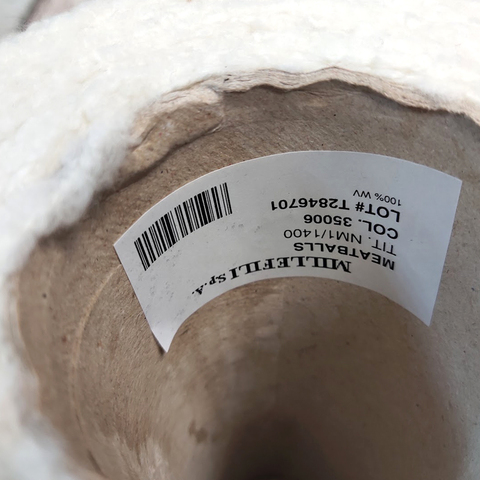 MILLEFILI S.p.A.
MEATBALLS
TIT. NM1/1400
COL. 35006
LOT# T2846701
100% WV